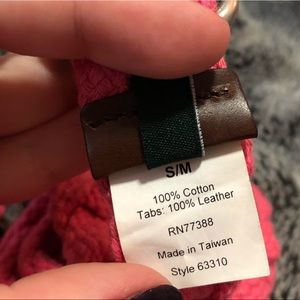 S/M
100% Cotton
Tabs: 100% Leather
RN77388
Made in Taiwan
Style 63310